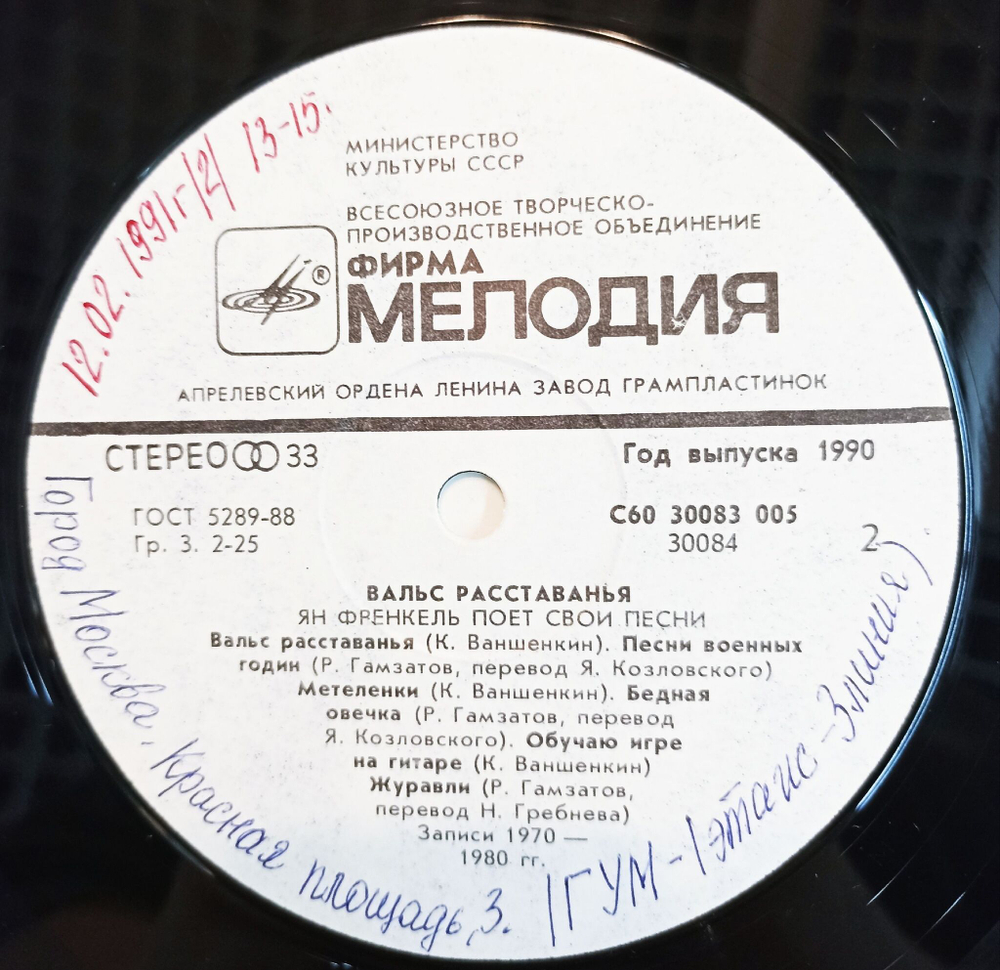 12.02.1991г/2/ 13-15.
МИНИСТЕРСТВО
КУЛЬТУРЫ СССР
ВСЕСОЮЗНОЕ ТВОРЧЕСКО-
ПРОИЗВОДСТВЕННОЕ ОБЪЕДИНЕНИЕ
®
ФИРМА
МЕЛОДИЯ
АПРЕЛЕВСКИЙ ОРДЕНА ЛЕНИНА ЗАВОД ГРАМПЛАСТИНОК
СТЕРЕО 33
Год выпуска 1990
ГОСТ 5289-88
Гр. 3. 2-25
С60 30083 005
30084
2
ВАЛЬС РАССТАВАНЬЯ
ЯН ФРЕНКЕЛЬ ПОЕТ СВОИ ПЕСНИ
Вальс расставанья (К. Ваншенкин). Песни военных
годин (Р. Гамзатов, перевод Я. Козловского)
Метеленки (К. Ваншенкин). Бедная
овечка (Р. Гамзатов, перевод
Я. Козловского). Обучаю игре
на гитаре (К. Ваншенкин)
Журавли (Р. Гамзатов,
перевод Н. Гребнева)
Записи 1970 —
1980 гг.
Город Москва, Красная площадь, 3. /ГУМ-1этаис-3линия/